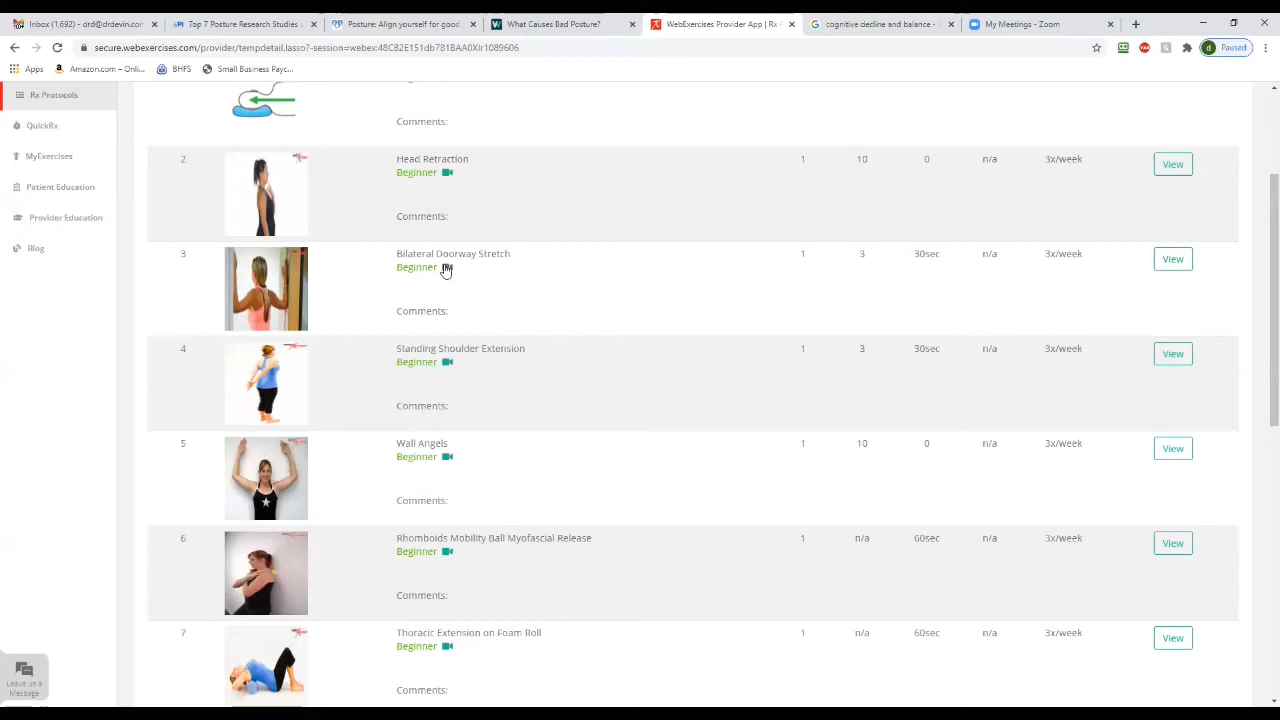 Inbox (1,692) - drdr@drdevin.com
Top 7 Posture Research Studies
Posture: Align yourself for good
What Causes Bad Posture?
WebExercises Provider App | Rx P
cognitive decline and balance -
My Meetings - Zoom
secure.webexercises.com/provider/tempdetail.lasso?-session=webex:48CB2E151db781BAA0XIr1089606
Paused
Apps
Amazon.com – Onli...
BHFS
Small Business Payc...
Rx Protocols
QuickRx
MyExercises
Patient Education
Provider Education
Blog
Comments:
2 Head Retraction 1 10 0 n/a 3x/week View
Beginner
Comments:
3 Bilateral Doorway Stretch 1 3 30sec n/a 3x/week View
Beginner
Comments:
4 Standing Shoulder Extension 1 3 30sec n/a 3x/week View
Beginner
Comments:
5 Wall Angels 1 10 0 n/a 3x/week View
Beginner
Comments:
6 Rhomboids Mobility Ball Myofascial Release 1 n/a 60sec n/a 3x/week View
Beginner
Comments:
7 Thoracic Extension on Foam Roll 1 n/a 60sec n/a 3x/week View
Beginner
Comments:
Leave us a
Message